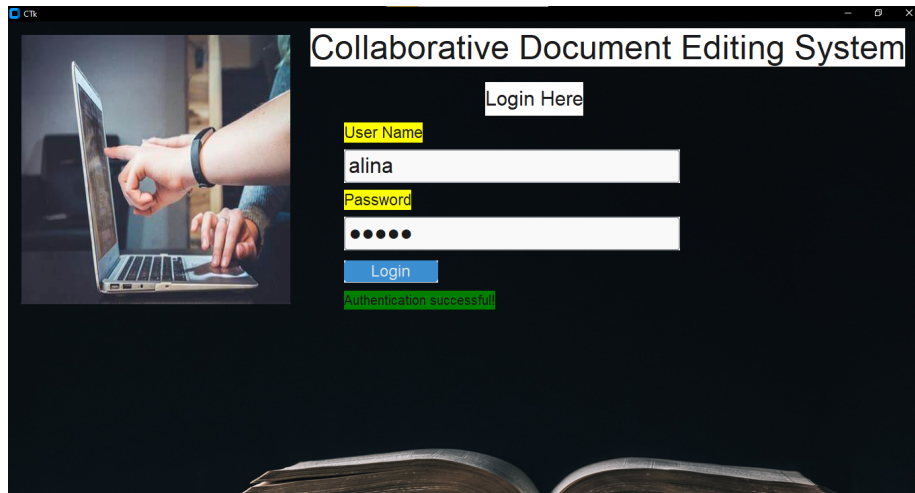 CTk
Collaborative Document Editing System
Login Here
User Name
alina
Password
●●●●●
Login
Authentication successful!